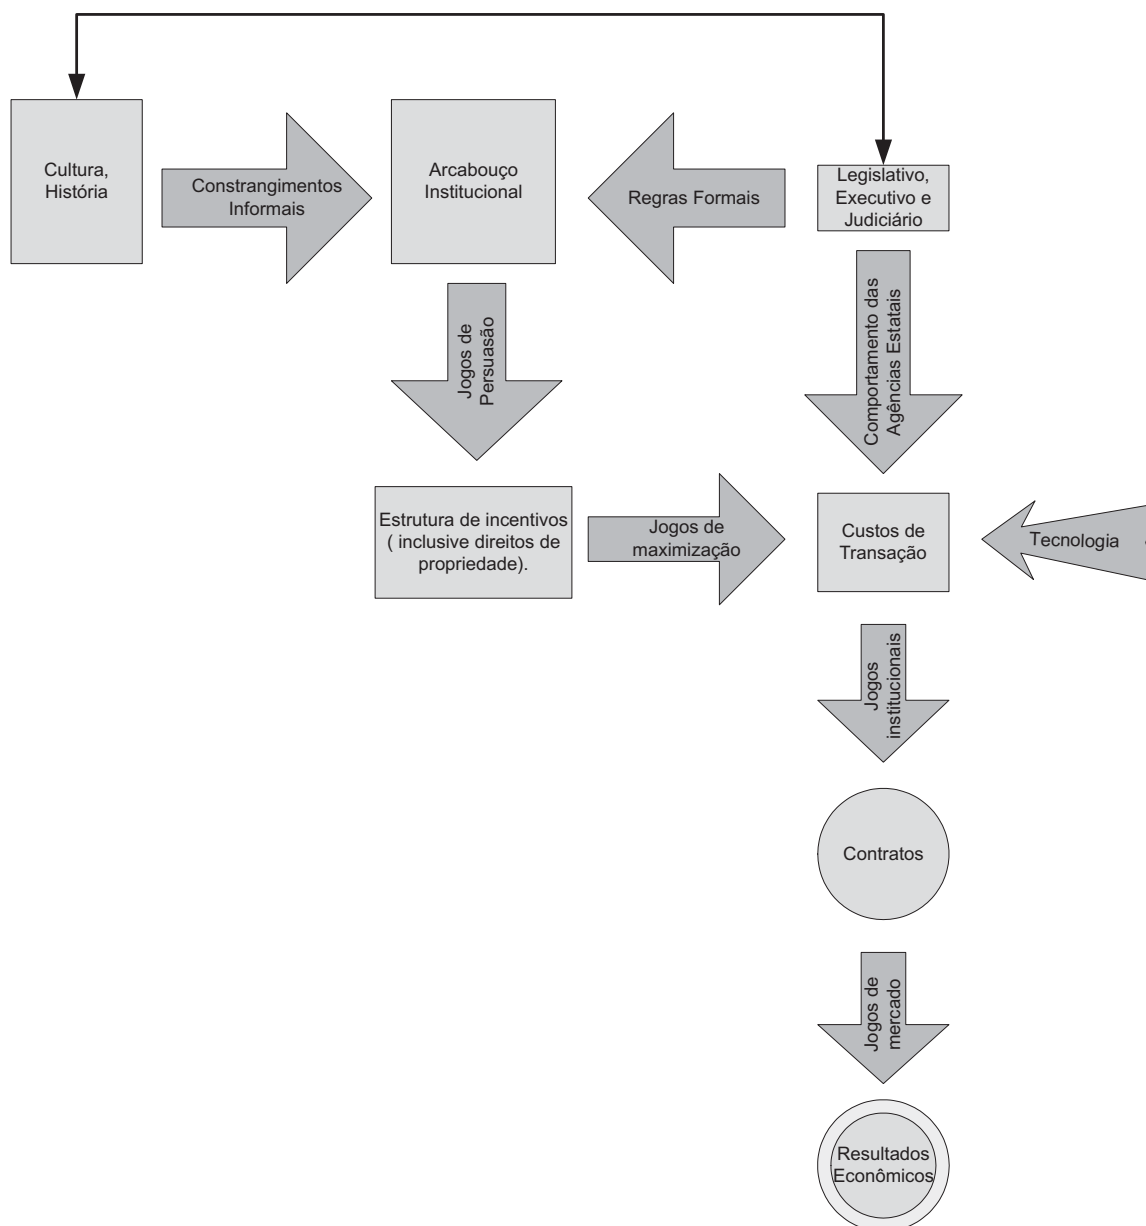 Cultura,
História
Constrangimentos
Informais
Arcabouço
Institucional
Regras Formais
Legislativo,
Executivo e
Judiciário
Jogos de
Persuasão
Comportamento das
Agências Estatais
Estrutura de incentivos
( inclusive direitos de
propriedade).
Jogos de
maximização
Custos de
Transação
Tecnologia
Jogos
institucionais
Contratos
Jogos de
mercado
Resultados
Econômicos